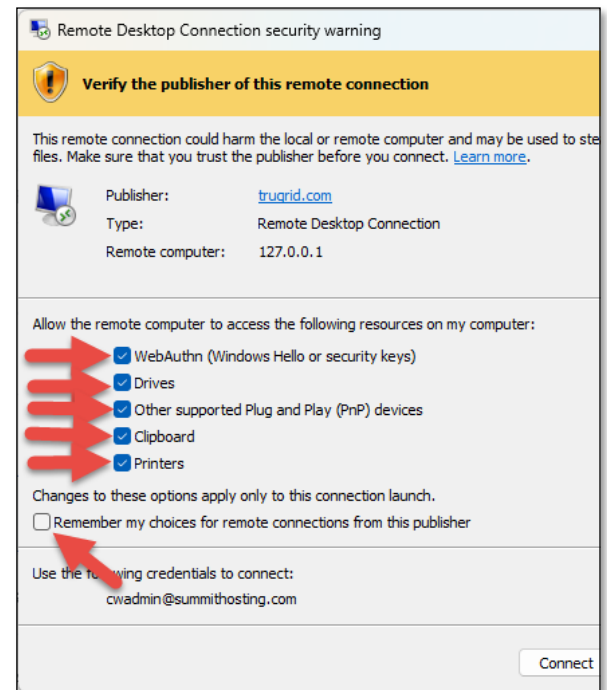 Remote Desktop Connection security warning
Verify the publisher of this remote connection
This remote connection could harm the local or remote computer and may be used to ste
files. Make sure that you trust the publisher before you connect. Learn more.
Publisher: trugrid.com
Type: Remote Desktop Connection
Remote computer: 127.0.0.1
Allow the remote computer to access the following resources on my computer:
WebAuthn (Windows Hello or security keys)
Drives
Other supported Plug and Play (PnP) devices
Clipboard
Printers
Changes to these options apply only to this connection launch.
Remember my choices for remote connections from this publisher
Use the following credentials to connect:
cwadmin@summithosting.com
Connect